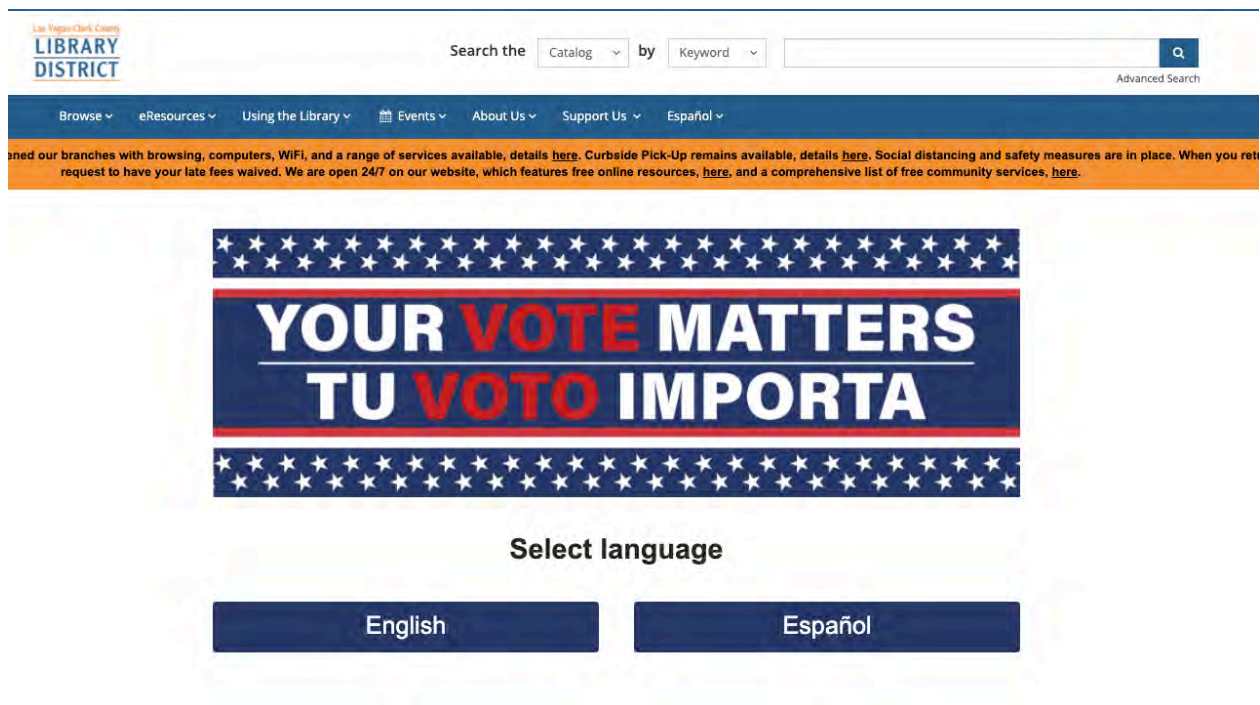 Las Vegas-Clark County
LIBRARY
DISTRICT
Search the Catalog by Keyword
Advanced Search
Browse eResources Using the Library Events About Us Support Us Español
ened our branches with browsing, computers, WiFi, and a range of services available, details here. Curbside Pick-Up remains available, details here. Social distancing and safety measures are in place. When you retu
request to have your late fees waived. We are open 24/7 on our website, which features free online resources, here, and a comprehensive list of free community services, here.
YOUR VOTE MATTERS
TU VOTO IMPORTA
Select language
English Español